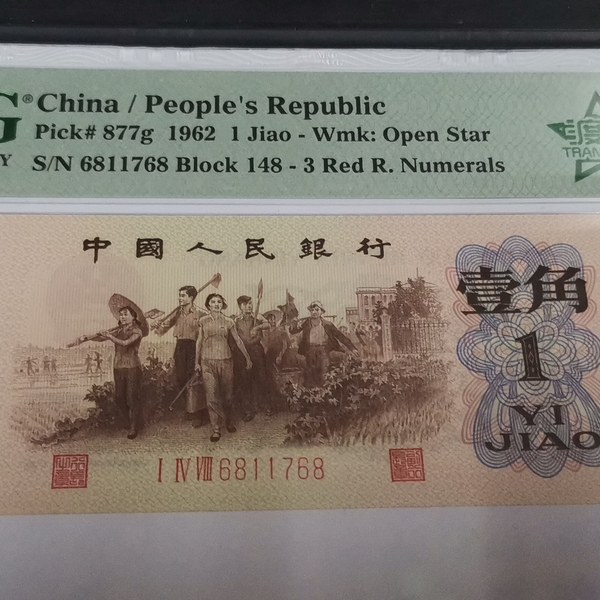 G® China / People's Republic
Pick# 877g 1962 1 Jiao - Wmk: Open Star
Y S/N 6811768 Block 148 - 3 Red R. Numerals
TRAN
中國人民銀行
壹角
1
YI
JIAO
I IV VIII 6811768